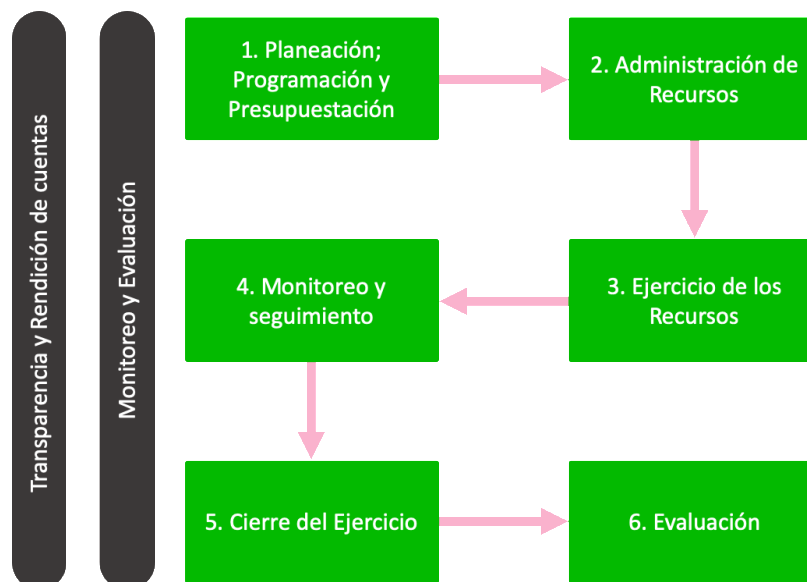 Transparencia y Rendición de cuentas
Monitoreo y Evaluación
1. Planeación;
Programación y
Presupuestación
2. Administración de
Recursos
3. Ejercicio de los
Recursos
4. Monitoreo y
seguimiento
5. Cierre del Ejercicio
6. Evaluación